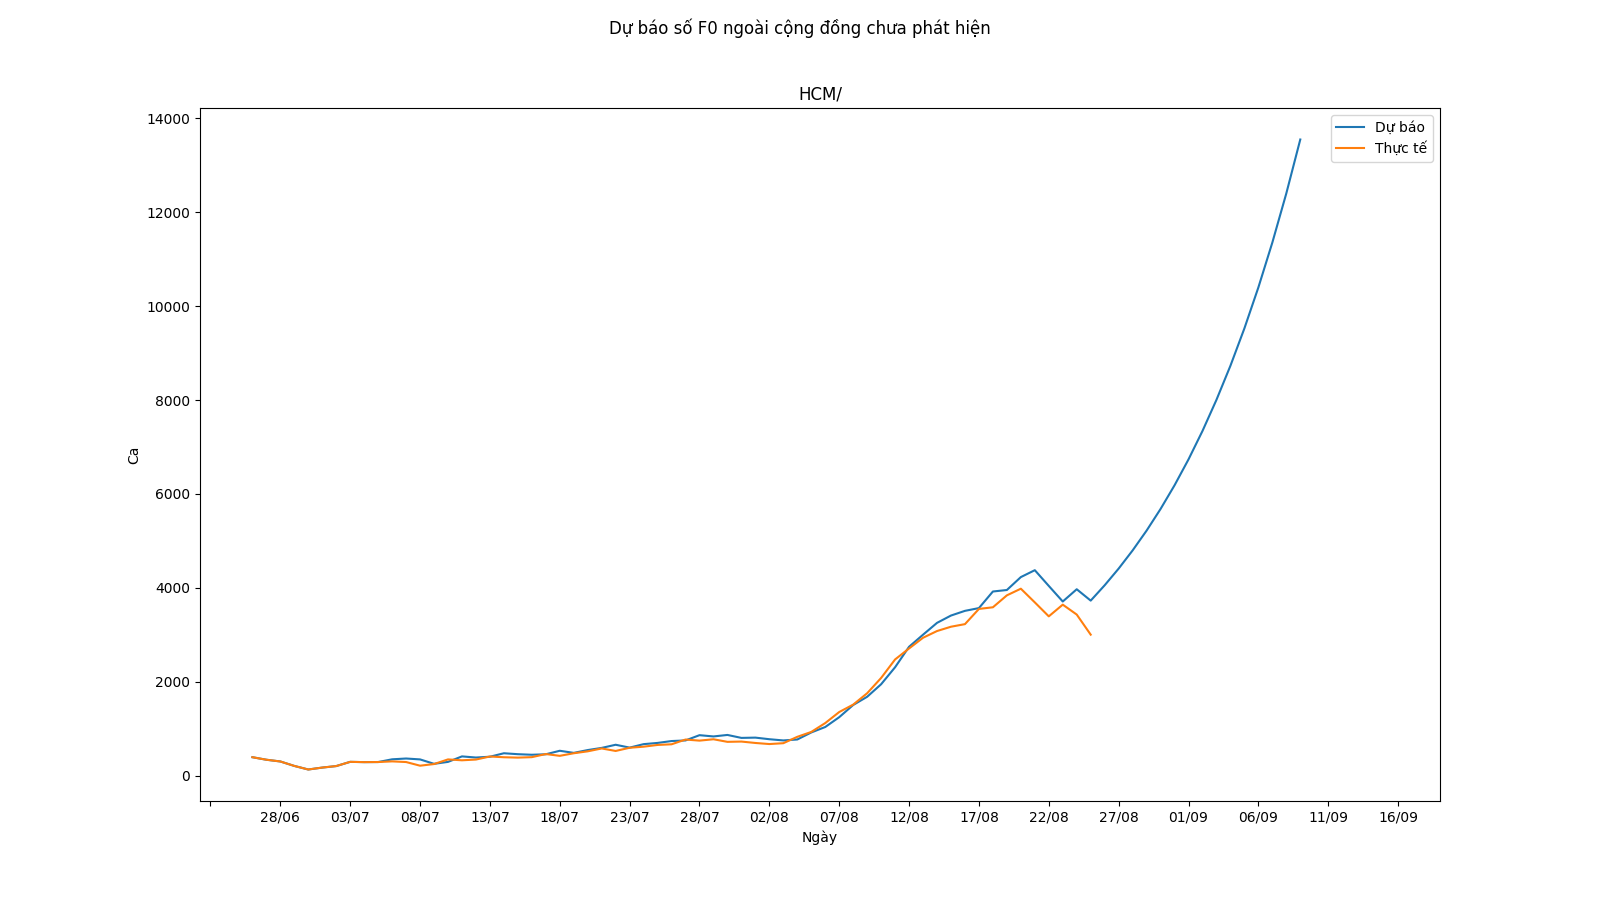 Dự báo số F0 ngoài cộng đồng chưa phát hiện
HCM/
Dự báo
Thực tế
14000
12000
10000
8000
6000
4000
2000
0
Ca
28/06 03/07 08/07 13/07 18/07 23/07 28/07 02/08 07/08 12/08 17/08 22/08 27/08 01/09 06/09 11/09 16/09
Ngày